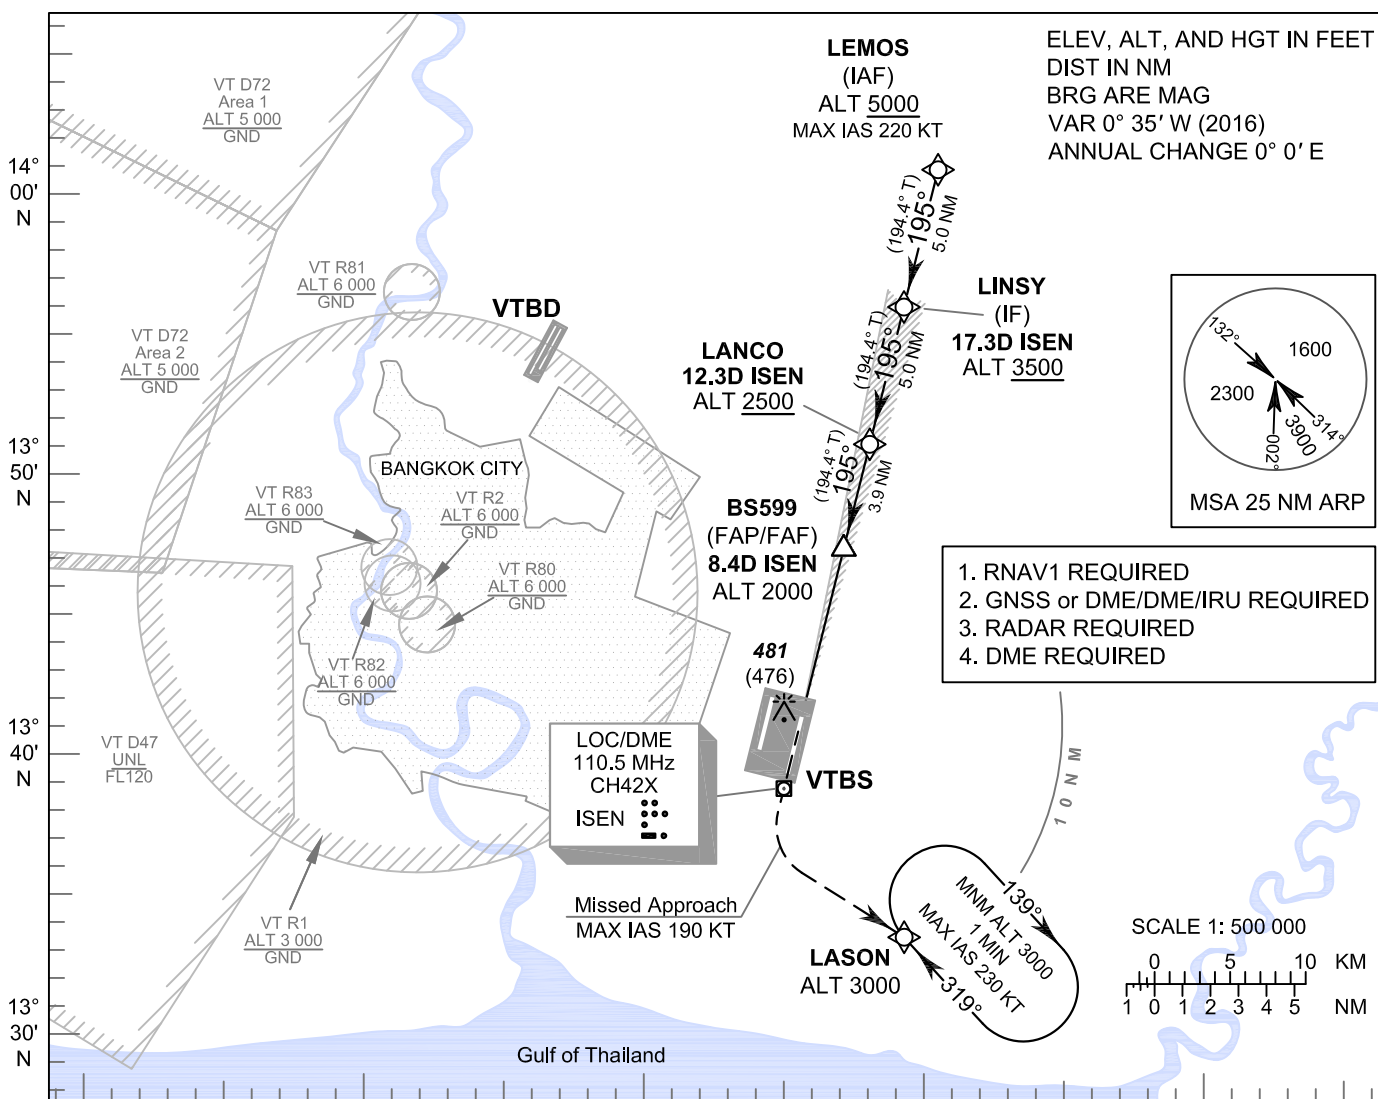 ELEV, ALT, AND HGT IN FEET
DIST IN NM
BRG ARE MAG
VAR 0° 35′ W (2016)
ANNUAL CHANGE 0° 0′ E
LEMOS
(IAF)
ALT 5000
MAX IAS 220 KT
VT D72
Area 1
ALT 5 000
GND
14°
00'
N
(194.4° T)
195°
5.0 NM
VT R81
ALT 6 000
GND
VTBD
LINSY
(IF)
17.3D ISEN
ALT 3500
VT D72
Area 2
ALT 5 000
GND
LANCO
12.3D ISEN
ALT 2500
(194.4° T)
195°
5.0 NM
132°
1600
2300
314°
3900
002°
MSA 25 NM ARP
13°
50'
N
BANGKOK CITY
(194.4° T)
195°
3.9 NM
VT R83
ALT 6 000
GND
VT R2
ALT 6 000
GND
BS599
(FAP/FAF)
8.4D ISEN
ALT 2000
VT R80
ALT 6 000
GND
1. RNAV1 REQUIRED
2. GNSS or DME/DME/IRU REQUIRED
3. RADAR REQUIRED
4. DME REQUIRED
VT R82
ALT 6 000
GND
481
(476)
13°
40'
N
VT D47
UNL
FL120
LOC/DME
110.5 MHz
CH42X
ISEN
VTBS
10 NM
Missed Approach
MAX IAS 190 KT
VT R1
ALT 3 000
GND
LASON
ALT 3000
139°
MNM ALT 3000
1 MIN
MAX IAS 230 KT
319°
SCALE 1: 500 000
0 5 10 KM
1 0 1 2 3 4 5 NM
13°
30'
N
Gulf of Thailand